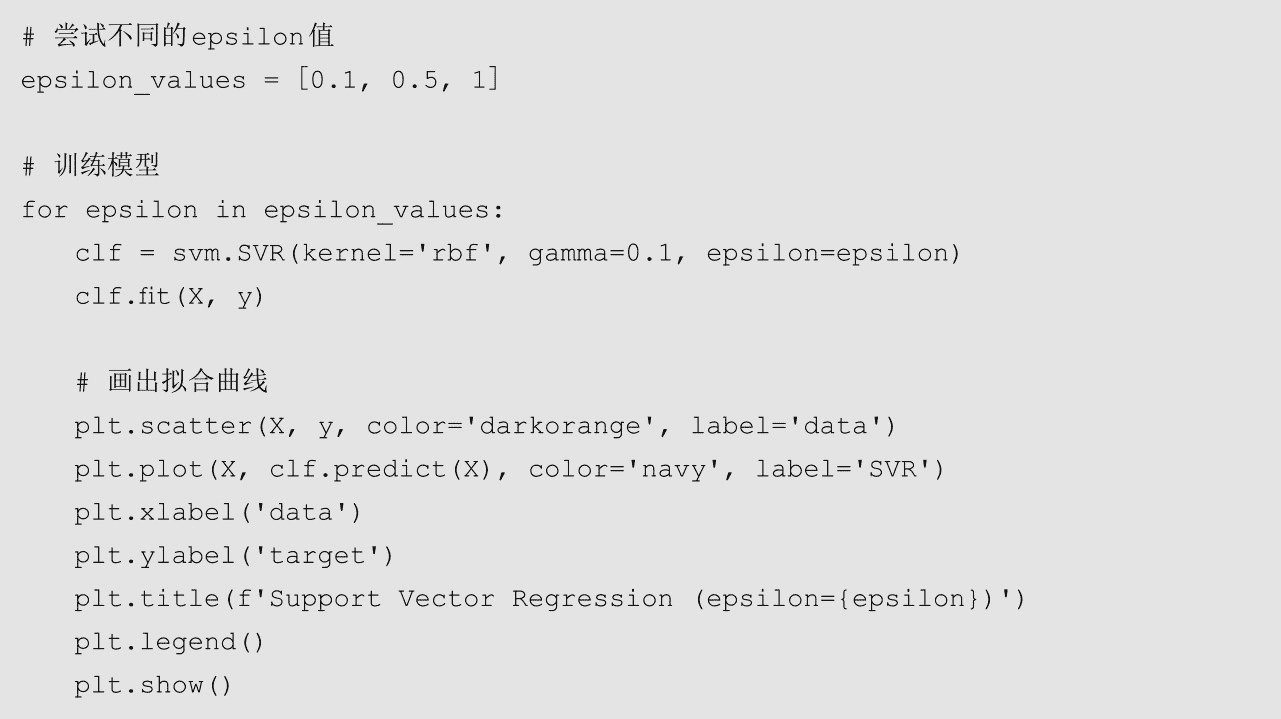 # 尝试不同的epsilon值
epsilon_values = [0.1, 0.5, 1]
# 训练模型
for epsilon in epsilon_values:
    clf = svm.SVR(kernel='rbf', gamma=0.1, epsilon=epsilon)
    clf.fit(X, y)
    # 画出拟合曲线
    plt.scatter(X, y, color='darkorange', label='data')
    plt.plot(X, clf.predict(X), color='navy', label='SVR')
    plt.xlabel('data')
    plt.ylabel('target')
    plt.title(f'Support Vector Regression (epsilon={epsilon})')
    plt.legend()
    plt.show()